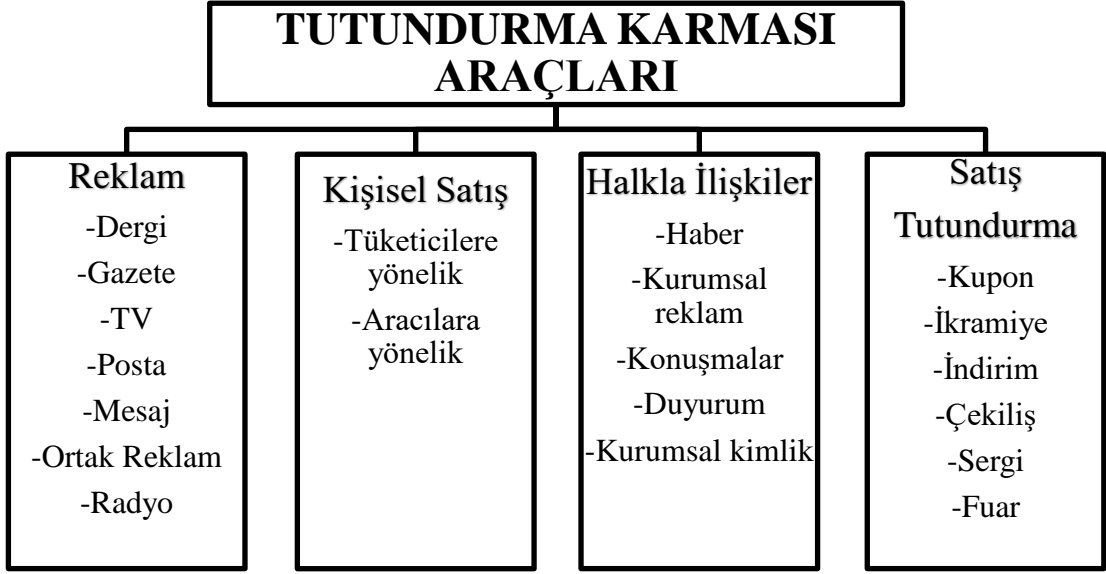 TUTUNDURMA KARMASI
ARAÇLARI
Reklam
-Dergi
-Gazete
-TV
-Posta
-Mesaj
-Ortak Reklam
-Radyo
Kişisel Satış
-Tüketicilere
yönelik
-Aracılara
yönelik
Halkla İlişkiler
-Haber
-Kurumsal
reklam
-Konuşmalar
-Duyurum
-Kurumsal kimlik
Satış
Tutundurma
-Kupon
-İkramiye
-İndirim
-Çekiliş
-Sergi
-Fuar